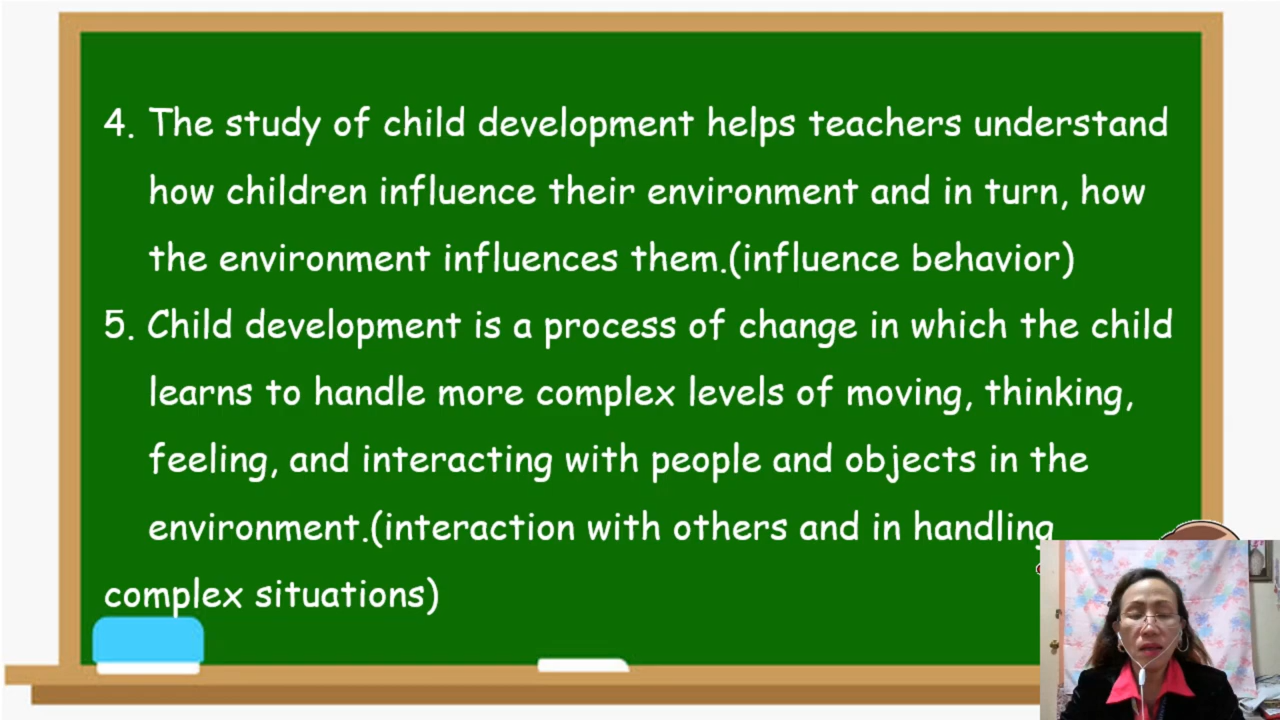 4. The study of child development helps teachers understand
how children influence their environment and in turn, how
the environment influences them.(influence behavior)
5. Child development is a process of change in which the child
learns to handle more complex levels of moving, thinking,
feeling, and interacting with people and objects in the
environment.(interaction with others and in handling
complex situations)